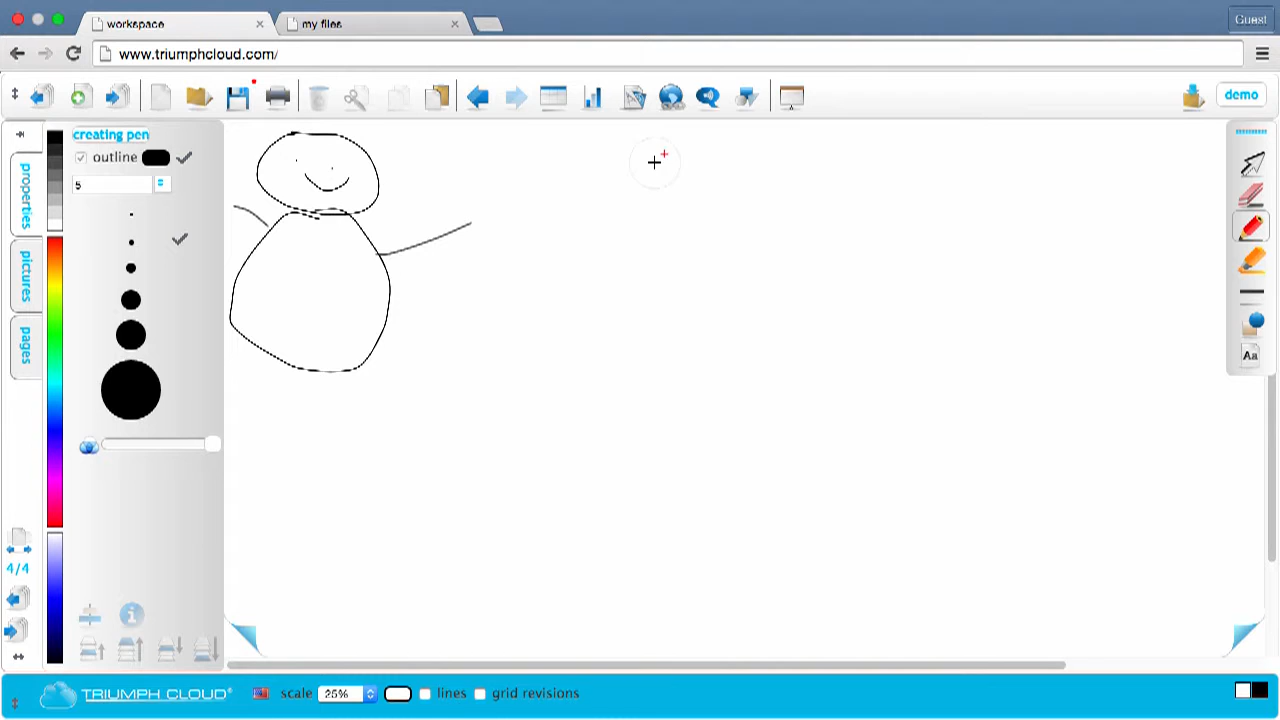 workspace
my files
Guest
www.triumphcloud.com/
demo
creating pen
outline
5
properties
pictures
pages
Aa
4/4
TRIUMPH CLOUD®
scale 25% lines grid revisions